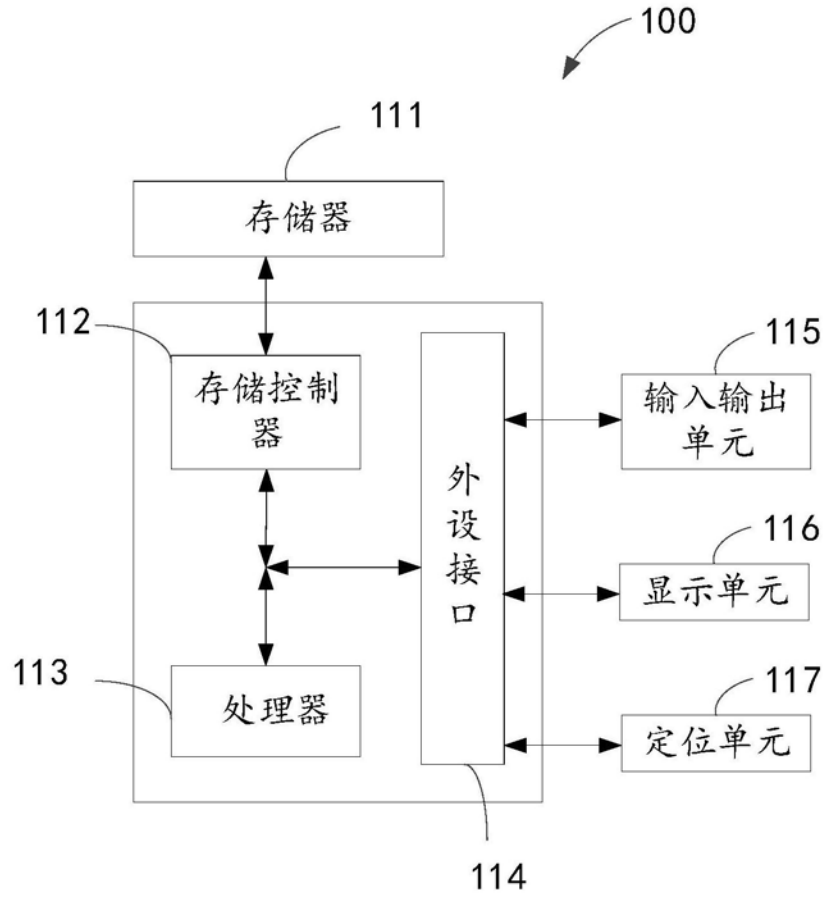 100
111
存储器
112
存储控制
器
115
输入输出
单元
外
设
接
口
116
显示单元
113
处理器
117
定位单元
114